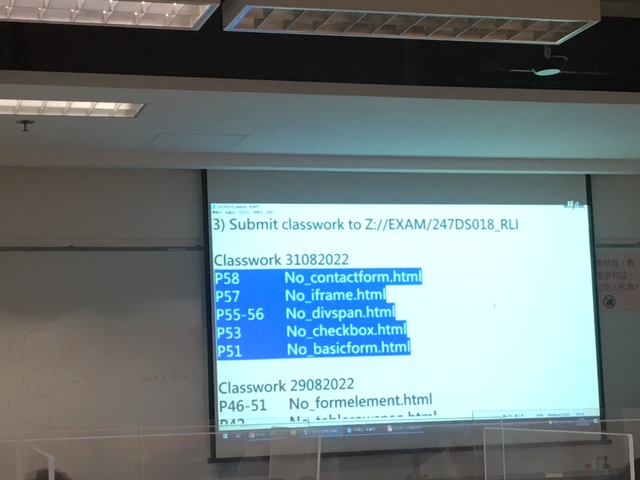 3) Submit classwork to Z://EXAM/247DS018_RLI
Classwork 31082022
P58 No_contactform.html
P57 No_iframe.html
P55-56 No_divspan.html
P53 No_checkbox.html
P51 No_basicform.html
Classwork 29082022
P46-51 No_formelement.html